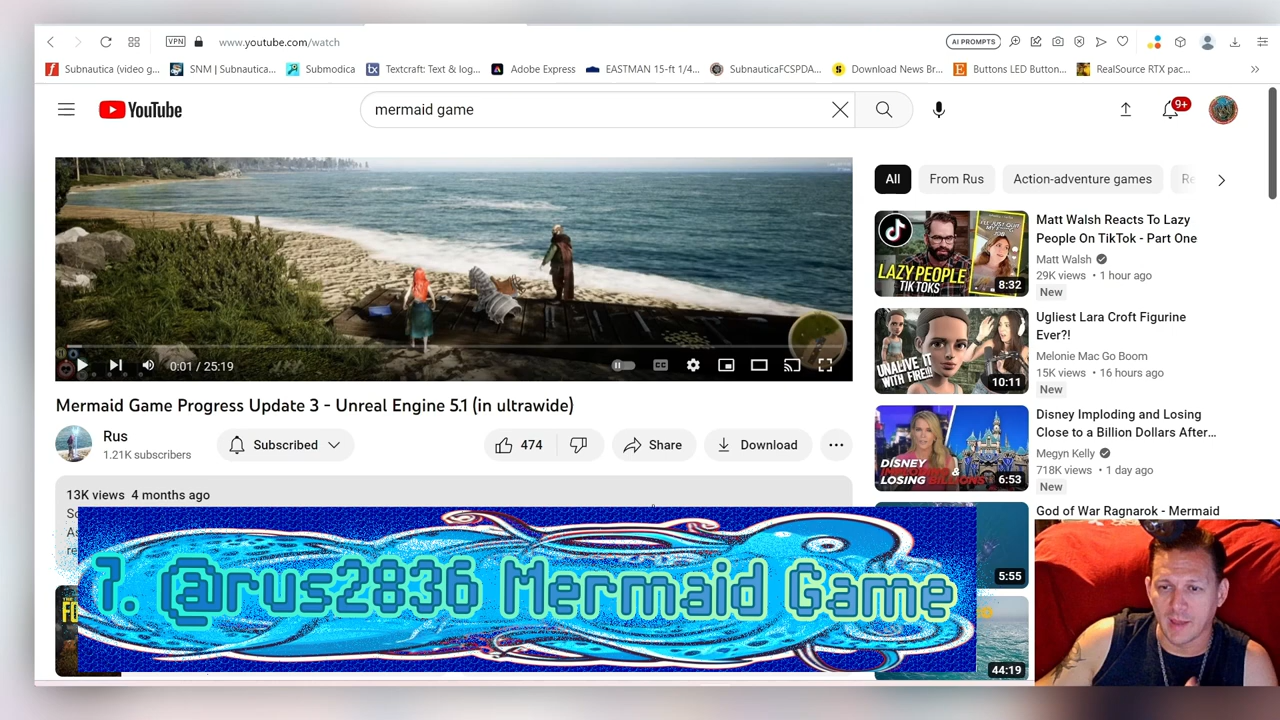 VPN
www.youtube.com/watch
AI PROMPTS
Subnautica (video g...
SNM | Subnautica...
Submodica
Textcraft: Text & log...
Adobe Express
EASTMAN 15-ft 1/4...
SubnauticaFCSPDA...
Download News Br...
Buttons LED Button...
RealSource RTX pac...
YouTube
mermaid game
9+
0:01 / 25:19
Mermaid Game Progress Update 3 - Unreal Engine 5.1 (in ultrawide)
Rus
1.21K subscribers
Subscribed
474
Share
Download
13K views 4 months ago
1. @rus2836 Mermaid Game
All
From Rus
Action-adventure games
Re
LAZY PEOPLE
TIK TOKS
8:32
Matt Walsh Reacts To Lazy
People On TikTok - Part One
Matt Walsh
29K views • 1 hour ago
New
UNALIVE IT
WITH FIRE!!!
10:11
Ugliest Lara Croft Figurine
Ever?!
Melonie Mac Go Boom
15K views • 16 hours ago
New
DISNEY
IMPLODING &
LOSING BILLIONS
6:53
Disney Imploding and Losing
Close to a Billion Dollars After...
Megyn Kelly
718K views • 1 day ago
New
5:55
God of War Ragnarok - Mermaid
44:19